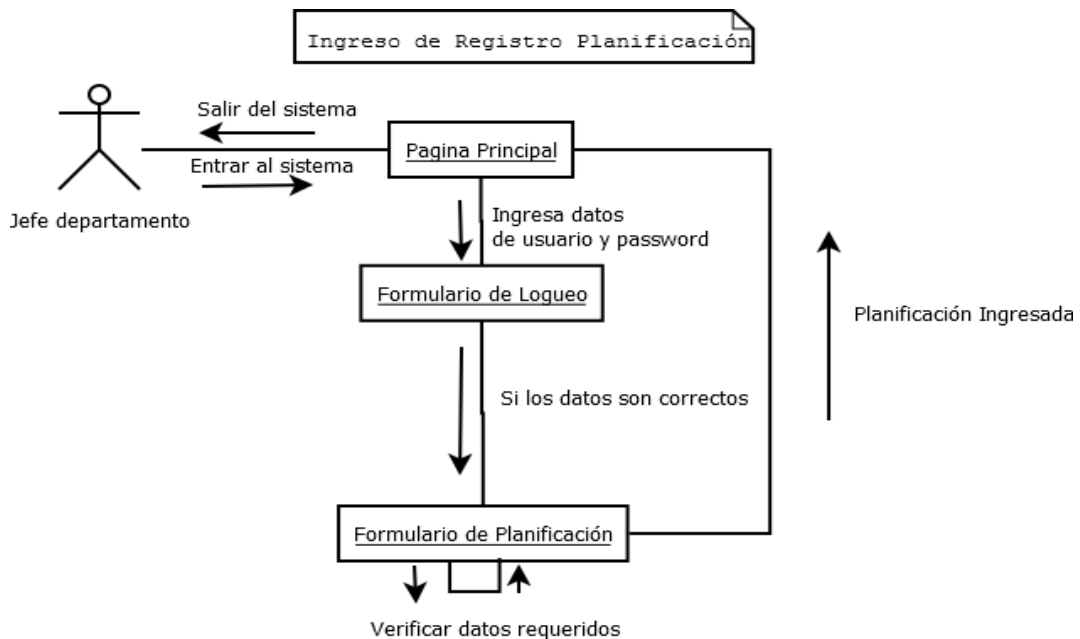 Ingreso de Registro Planificación
Salir del sistema
Pagina Principal
Entrar al sistema
Jefe departamento
Ingresa datos
de usuario y password
Formulario de Logueo
Planificación Ingresada
Si los datos son correctos
Formulario de Planificación
Verificar datos requeridos